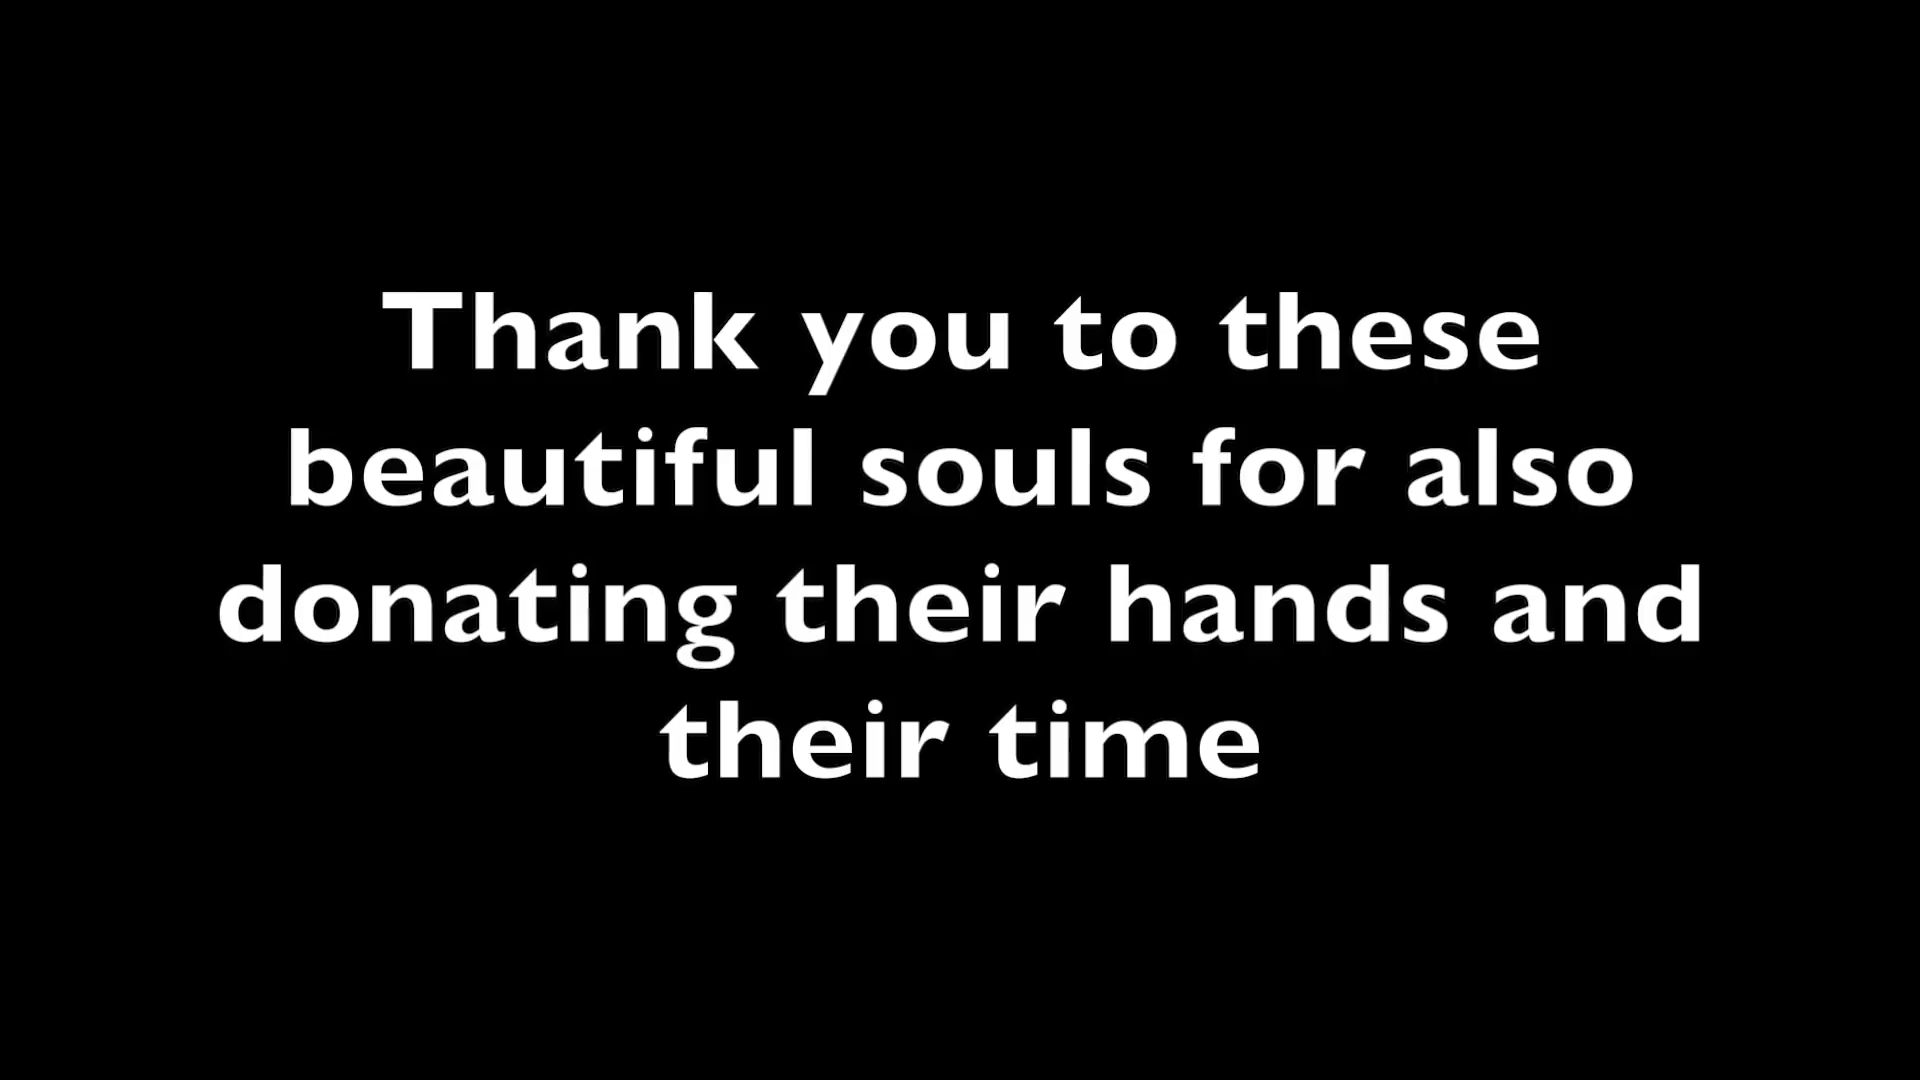 Thank you to these
beautiful souls for also
donating their hands and
their time